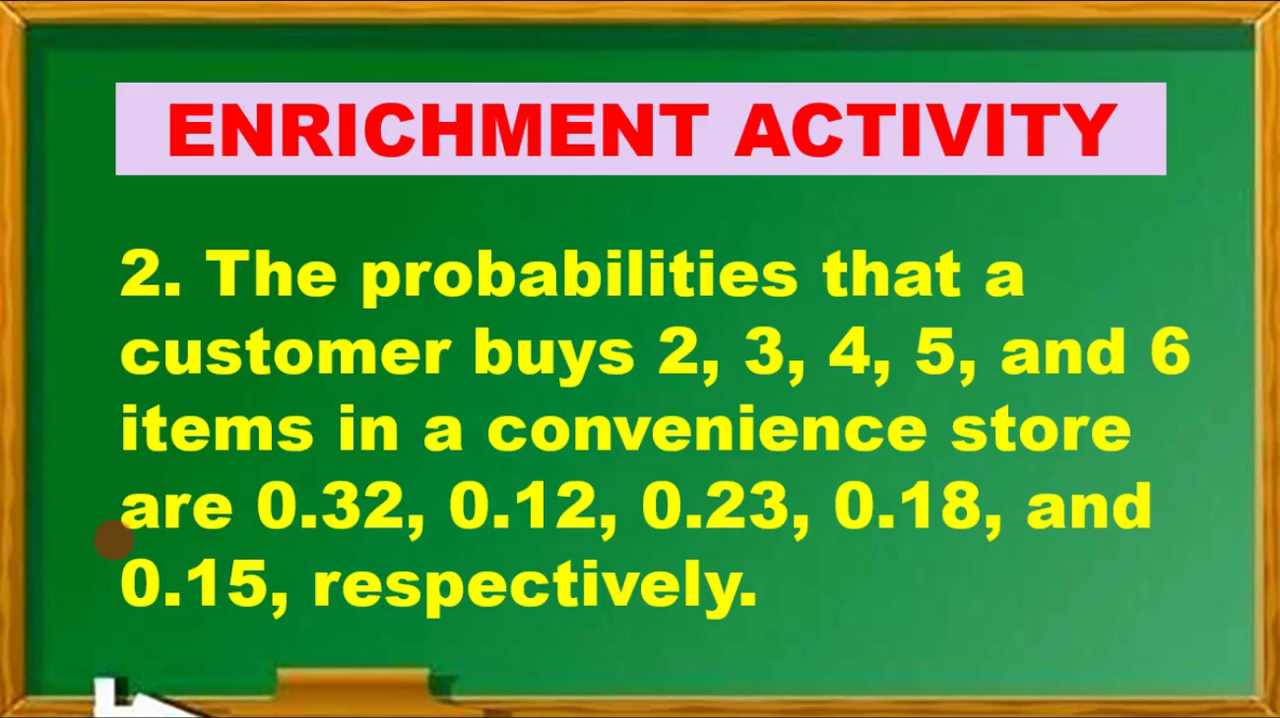 ENRICHMENT ACTIVITY
2. The probabilities that a
customer buys 2, 3, 4, 5, and 6
items in a convenience store
are 0.32, 0.12, 0.23, 0.18, and
0.15, respectively.